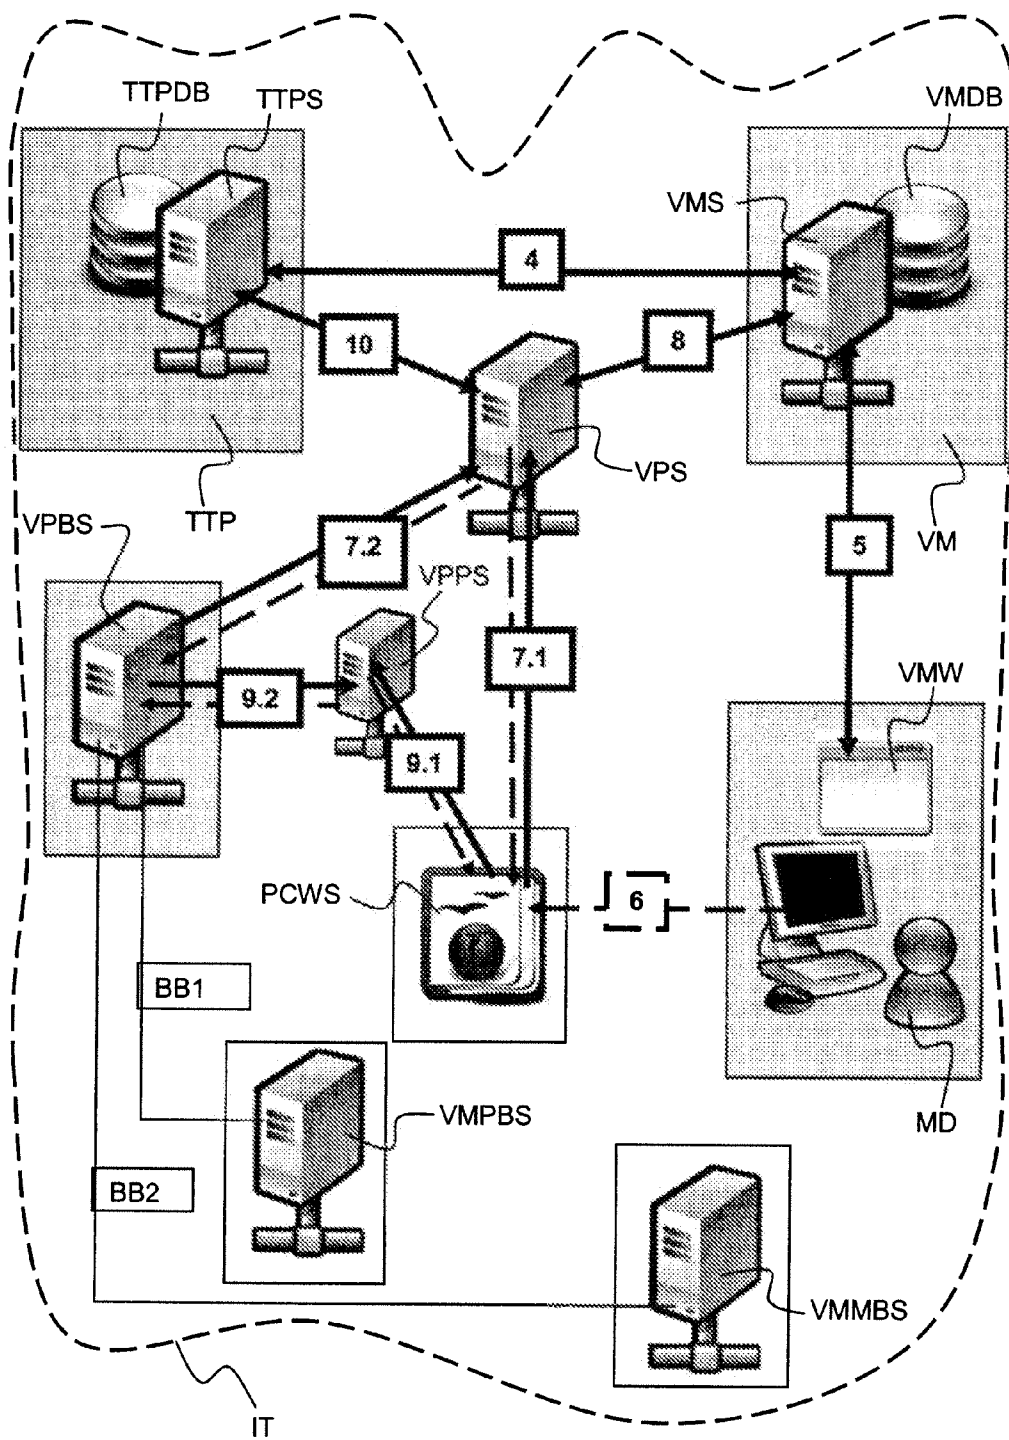 TTPDB
TTPS
VMDB
VMS
4
10
8
VPS
TTP
VM
VPBS
7.2
5
VPPS
7.1
VMW
9.2
9.1
PCWS
6
BB1
VMPBS
MD
BB2
VMMBS
IT